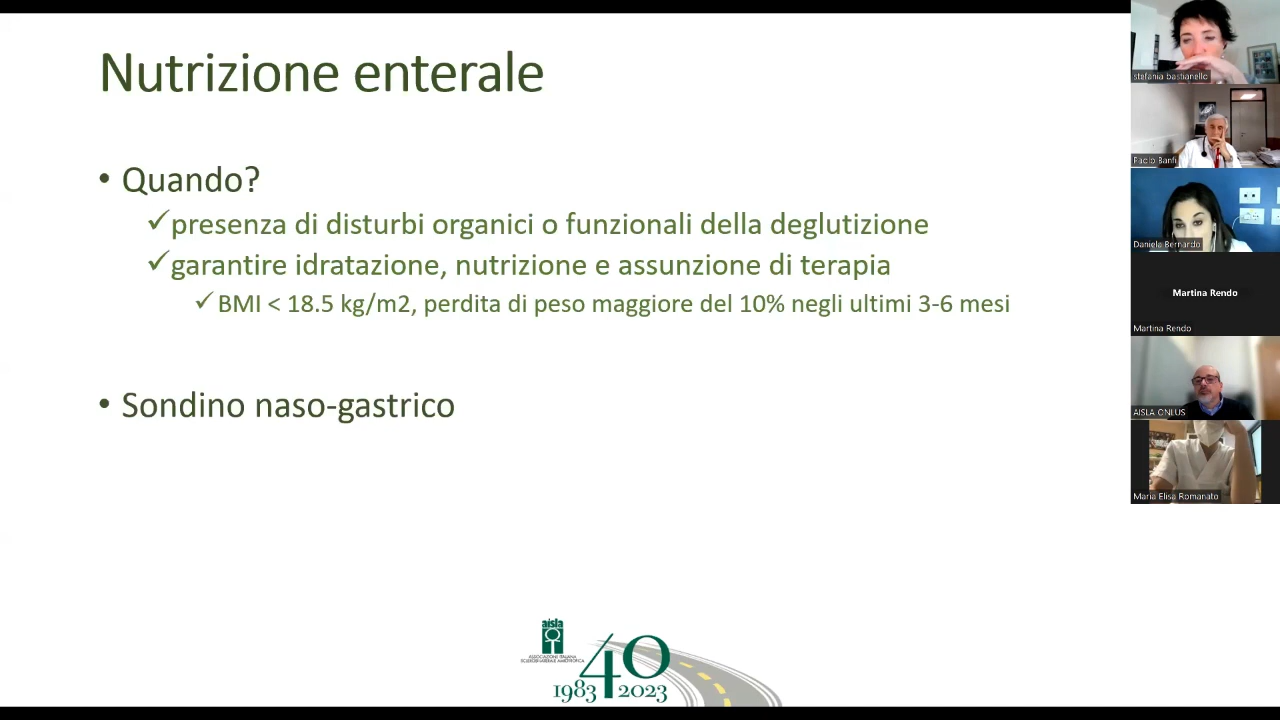 Nutrizione enterale
• Quando?
✓presenza di disturbi organici o funzionali della deglutizione
✓garantire idratazione, nutrizione e assunzione di terapia
✓BMI < 18.5 kg/m2, perdita di peso maggiore del 10% negli ultimi 3-6 mesi
• Sondino naso-gastrico
aisla
ASSOCIAZIONE ITALIANA
SCLEROSI LATERALE AMIOTROFICA
40
1983 2023
stefania bastianello
Paolo Banfi
Daniela Bernardo
Martina Rendo
Martina Rendo
AISLA ONLUS
Maria Elisa Romanato